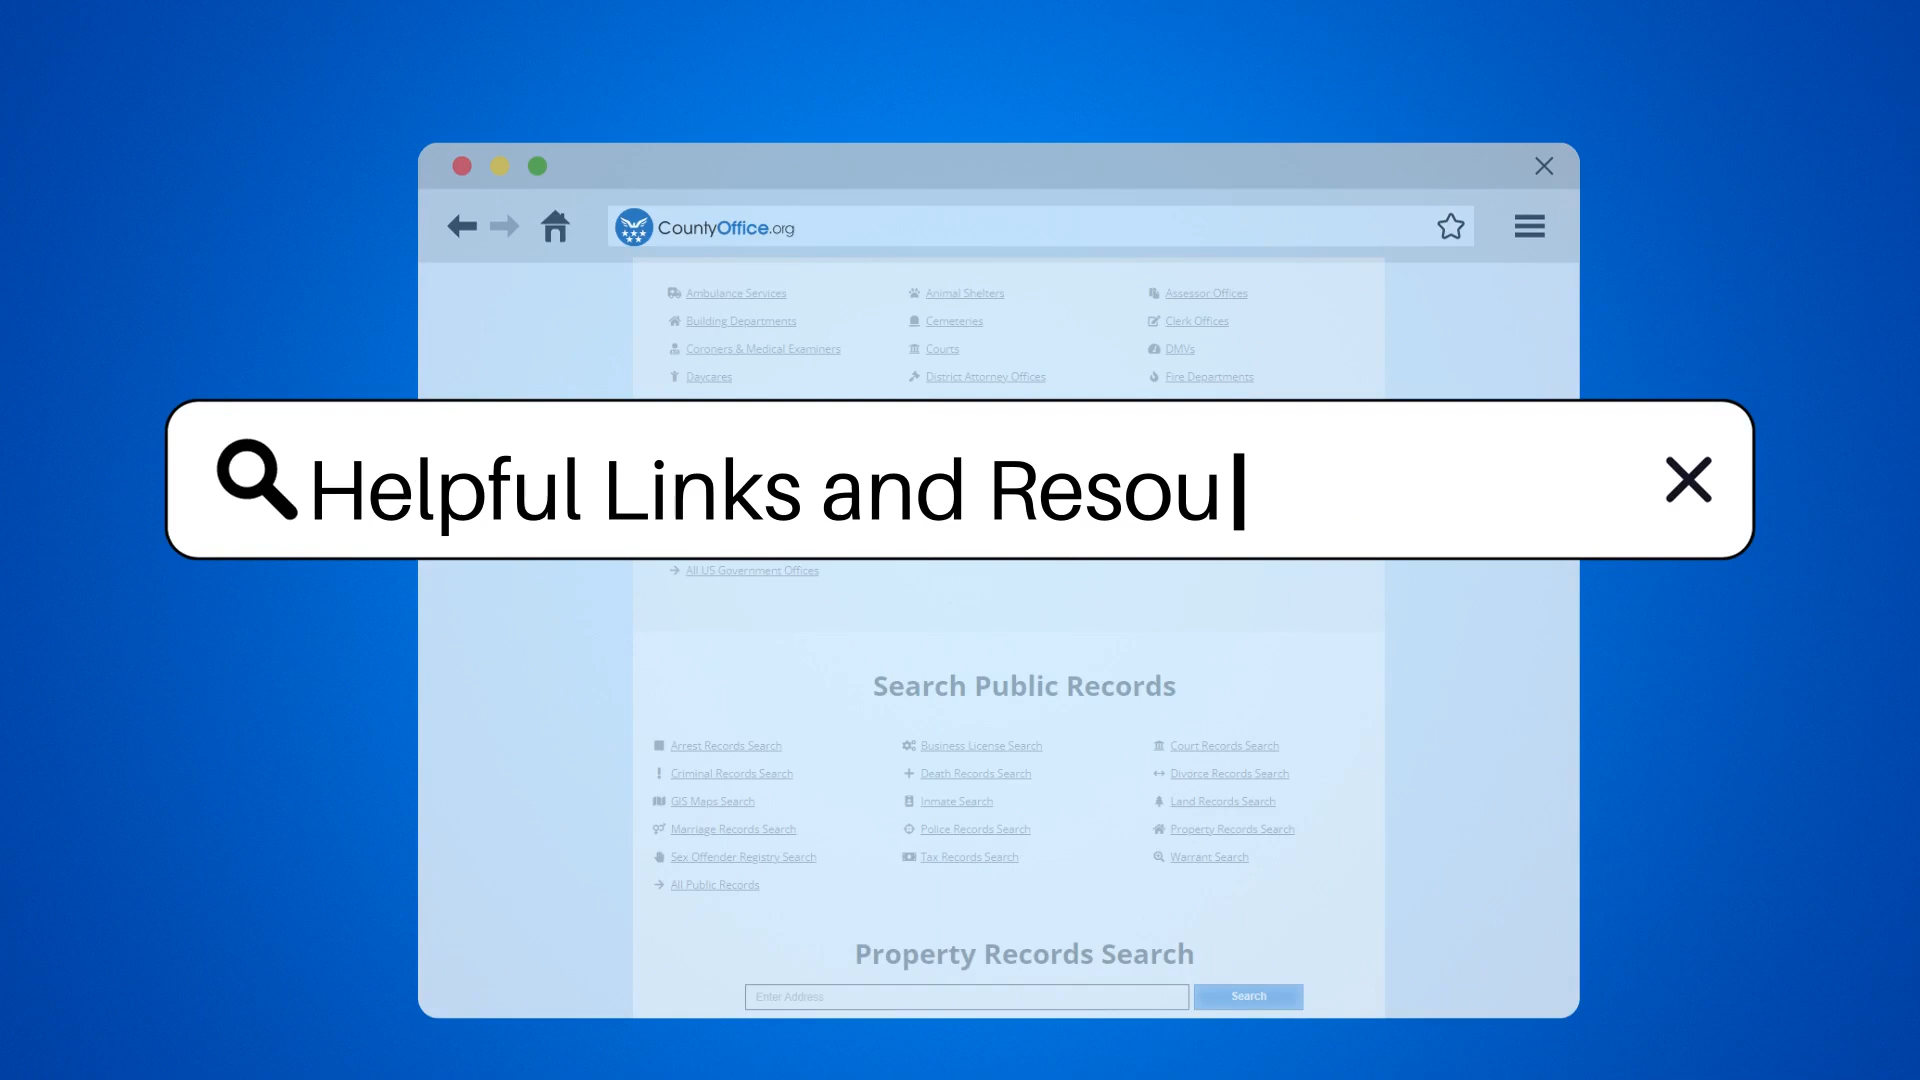 CountyOffice.org
Ambulance Services Animal Shelters Assessor Offices
Building Departments Cemeteries Clerk Offices
Coroners & Medical Examiners Courts DMVs
Daycares District Attorney Offices Fire Departments
Helpful Links and Resou
All US Government Offices
Search Public Records
Arrest Records Search Business License Search Court Records Search
Criminal Records Search Death Records Search Divorce Records Search
GIS Maps Search Inmate Search Land Records Search
Marriage Records Search Police Records Search Property Records Search
Sex Offender Registry Search Tax Records Search Warrant Search
All Public Records
Property Records Search
Enter Address Search